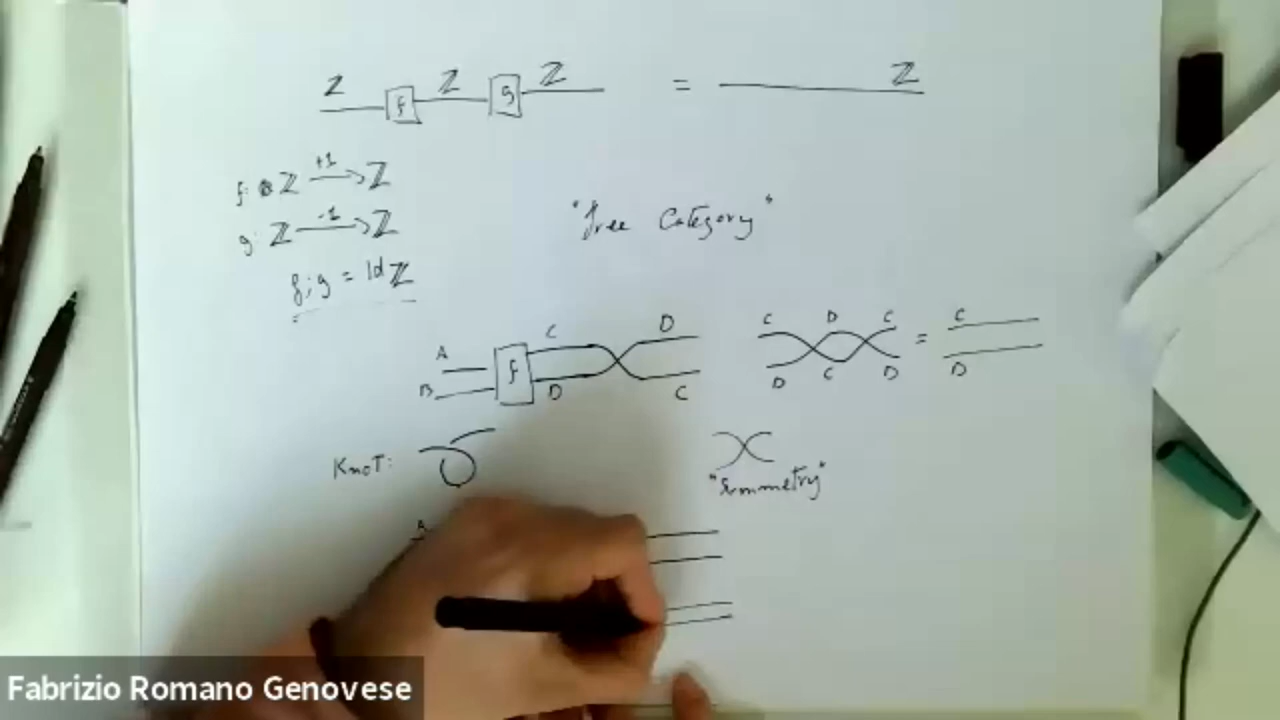 Z f Z g Z = Z
f: Z +1 → Z
g: Z -1 → Z
f;g = Id Z
"Free Category"
C D C D C
A f =
B D C D C D D
KnoT:
"Symmetry"
A
Fabrizio Romano Genovese